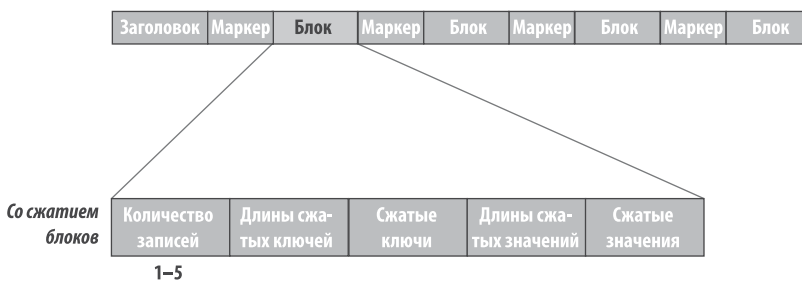 Заголовок Маркер Блок Маркер Блок Маркер Блок Маркер Блок
Со сжатием
блоков
Количество
записей
Длины сжа-
тых ключей
Сжатые
ключи
Длины сжа-
тых значений
Сжатые
значения
1–5